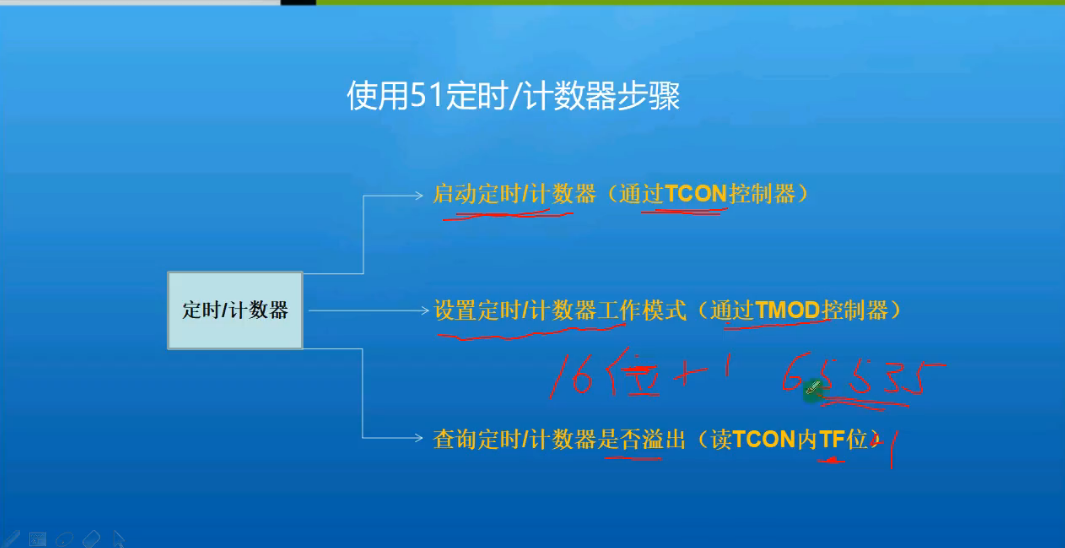 使用51定时/计数器步骤
启动定时/计数器（通过TCON控制器）
定时/计数器
设置定时/计数器工作模式（通过TMOD控制器）
16位+1 65535
查询定时/计数器是否溢出（读TCON内TF位）
+1